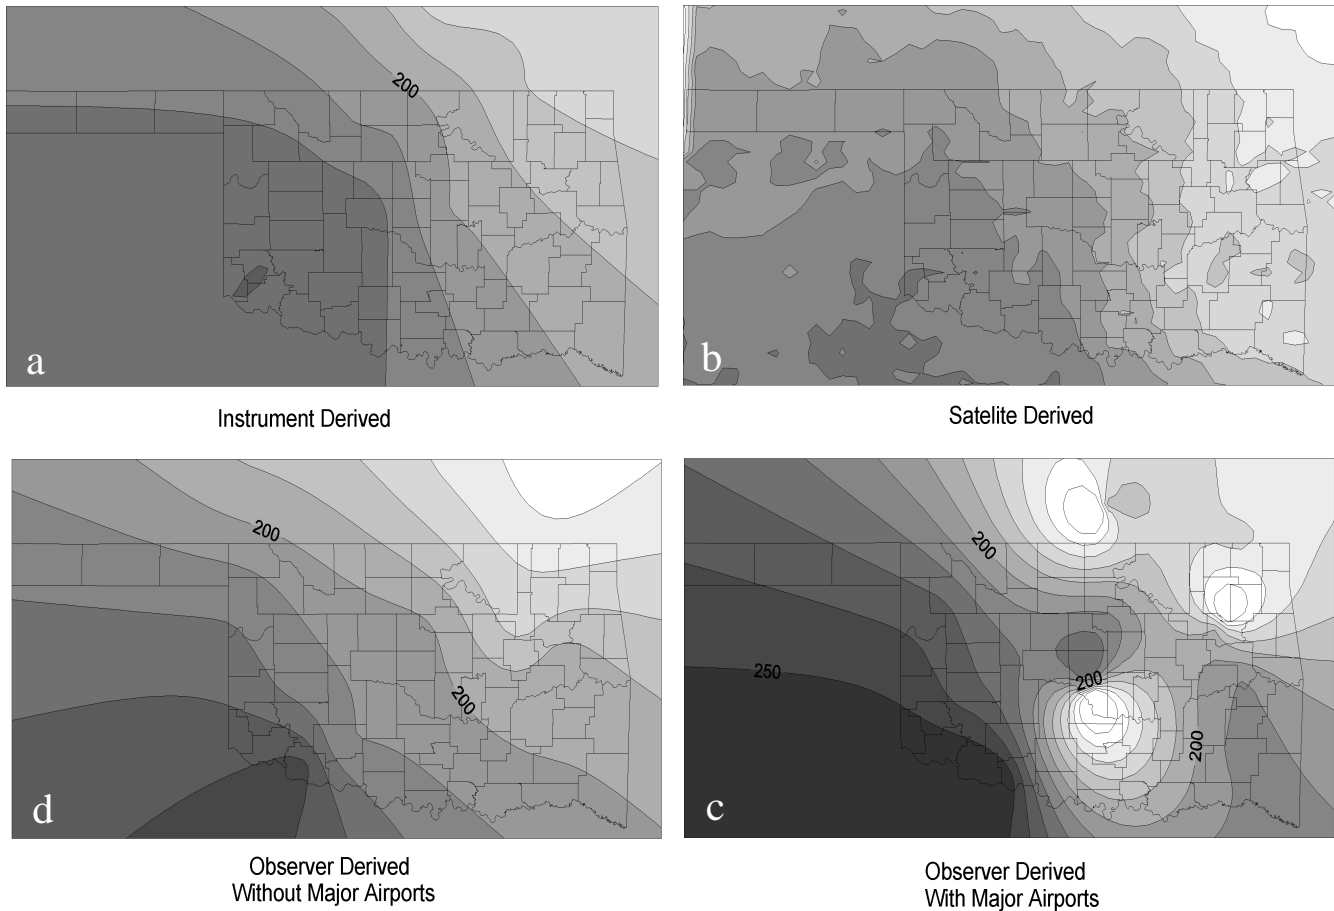 200
a
b
Instrument Derived
Satelite Derived
200
200
d
200
250
200
200
c
Observer Derived
Without Major Airports
Observer Derived
With Major Airports